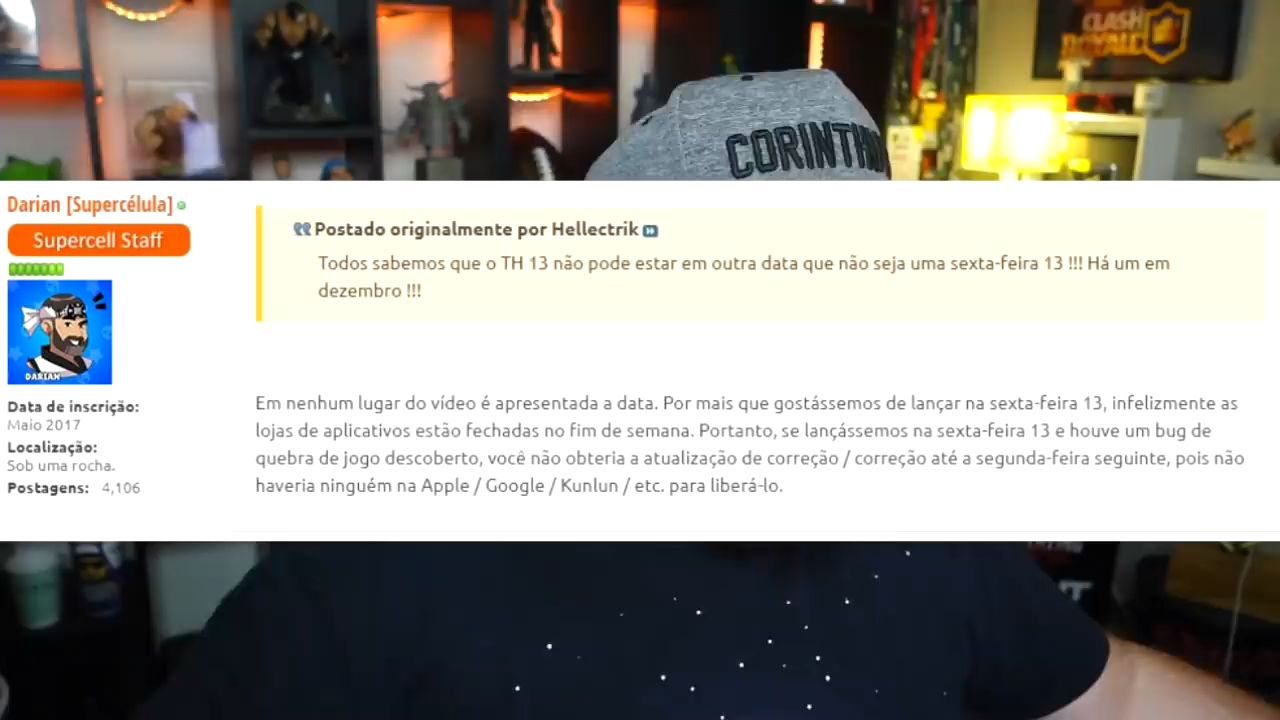 CLASH
ROYALE
CORINTHI
Darian [Supercélula]
Supercell Staff
DARIAN
Data de inscrição:
Maio 2017
Localização:
Sob uma rocha.
Postagens: 4,106
Postado originalmente por Hellectrik
Todos sabemos que o TH 13 não pode estar em outra data que não seja uma sexta-feira 13 !!! Há um em
dezembro !!!
Em nenhum lugar do vídeo é apresentada a data. Por mais que gostássemos de lançar na sexta-feira 13, infelizmente as
lojas de aplicativos estão fechadas no fim de semana. Portanto, se lançássemos na sexta-feira 13 e houve um bug de
quebra de jogo descoberto, você não obteria a atualização de correção / correção até a segunda-feira seguinte, pois não
haveria ninguém na Apple / Google / Kunlun / etc. para liberá-lo.